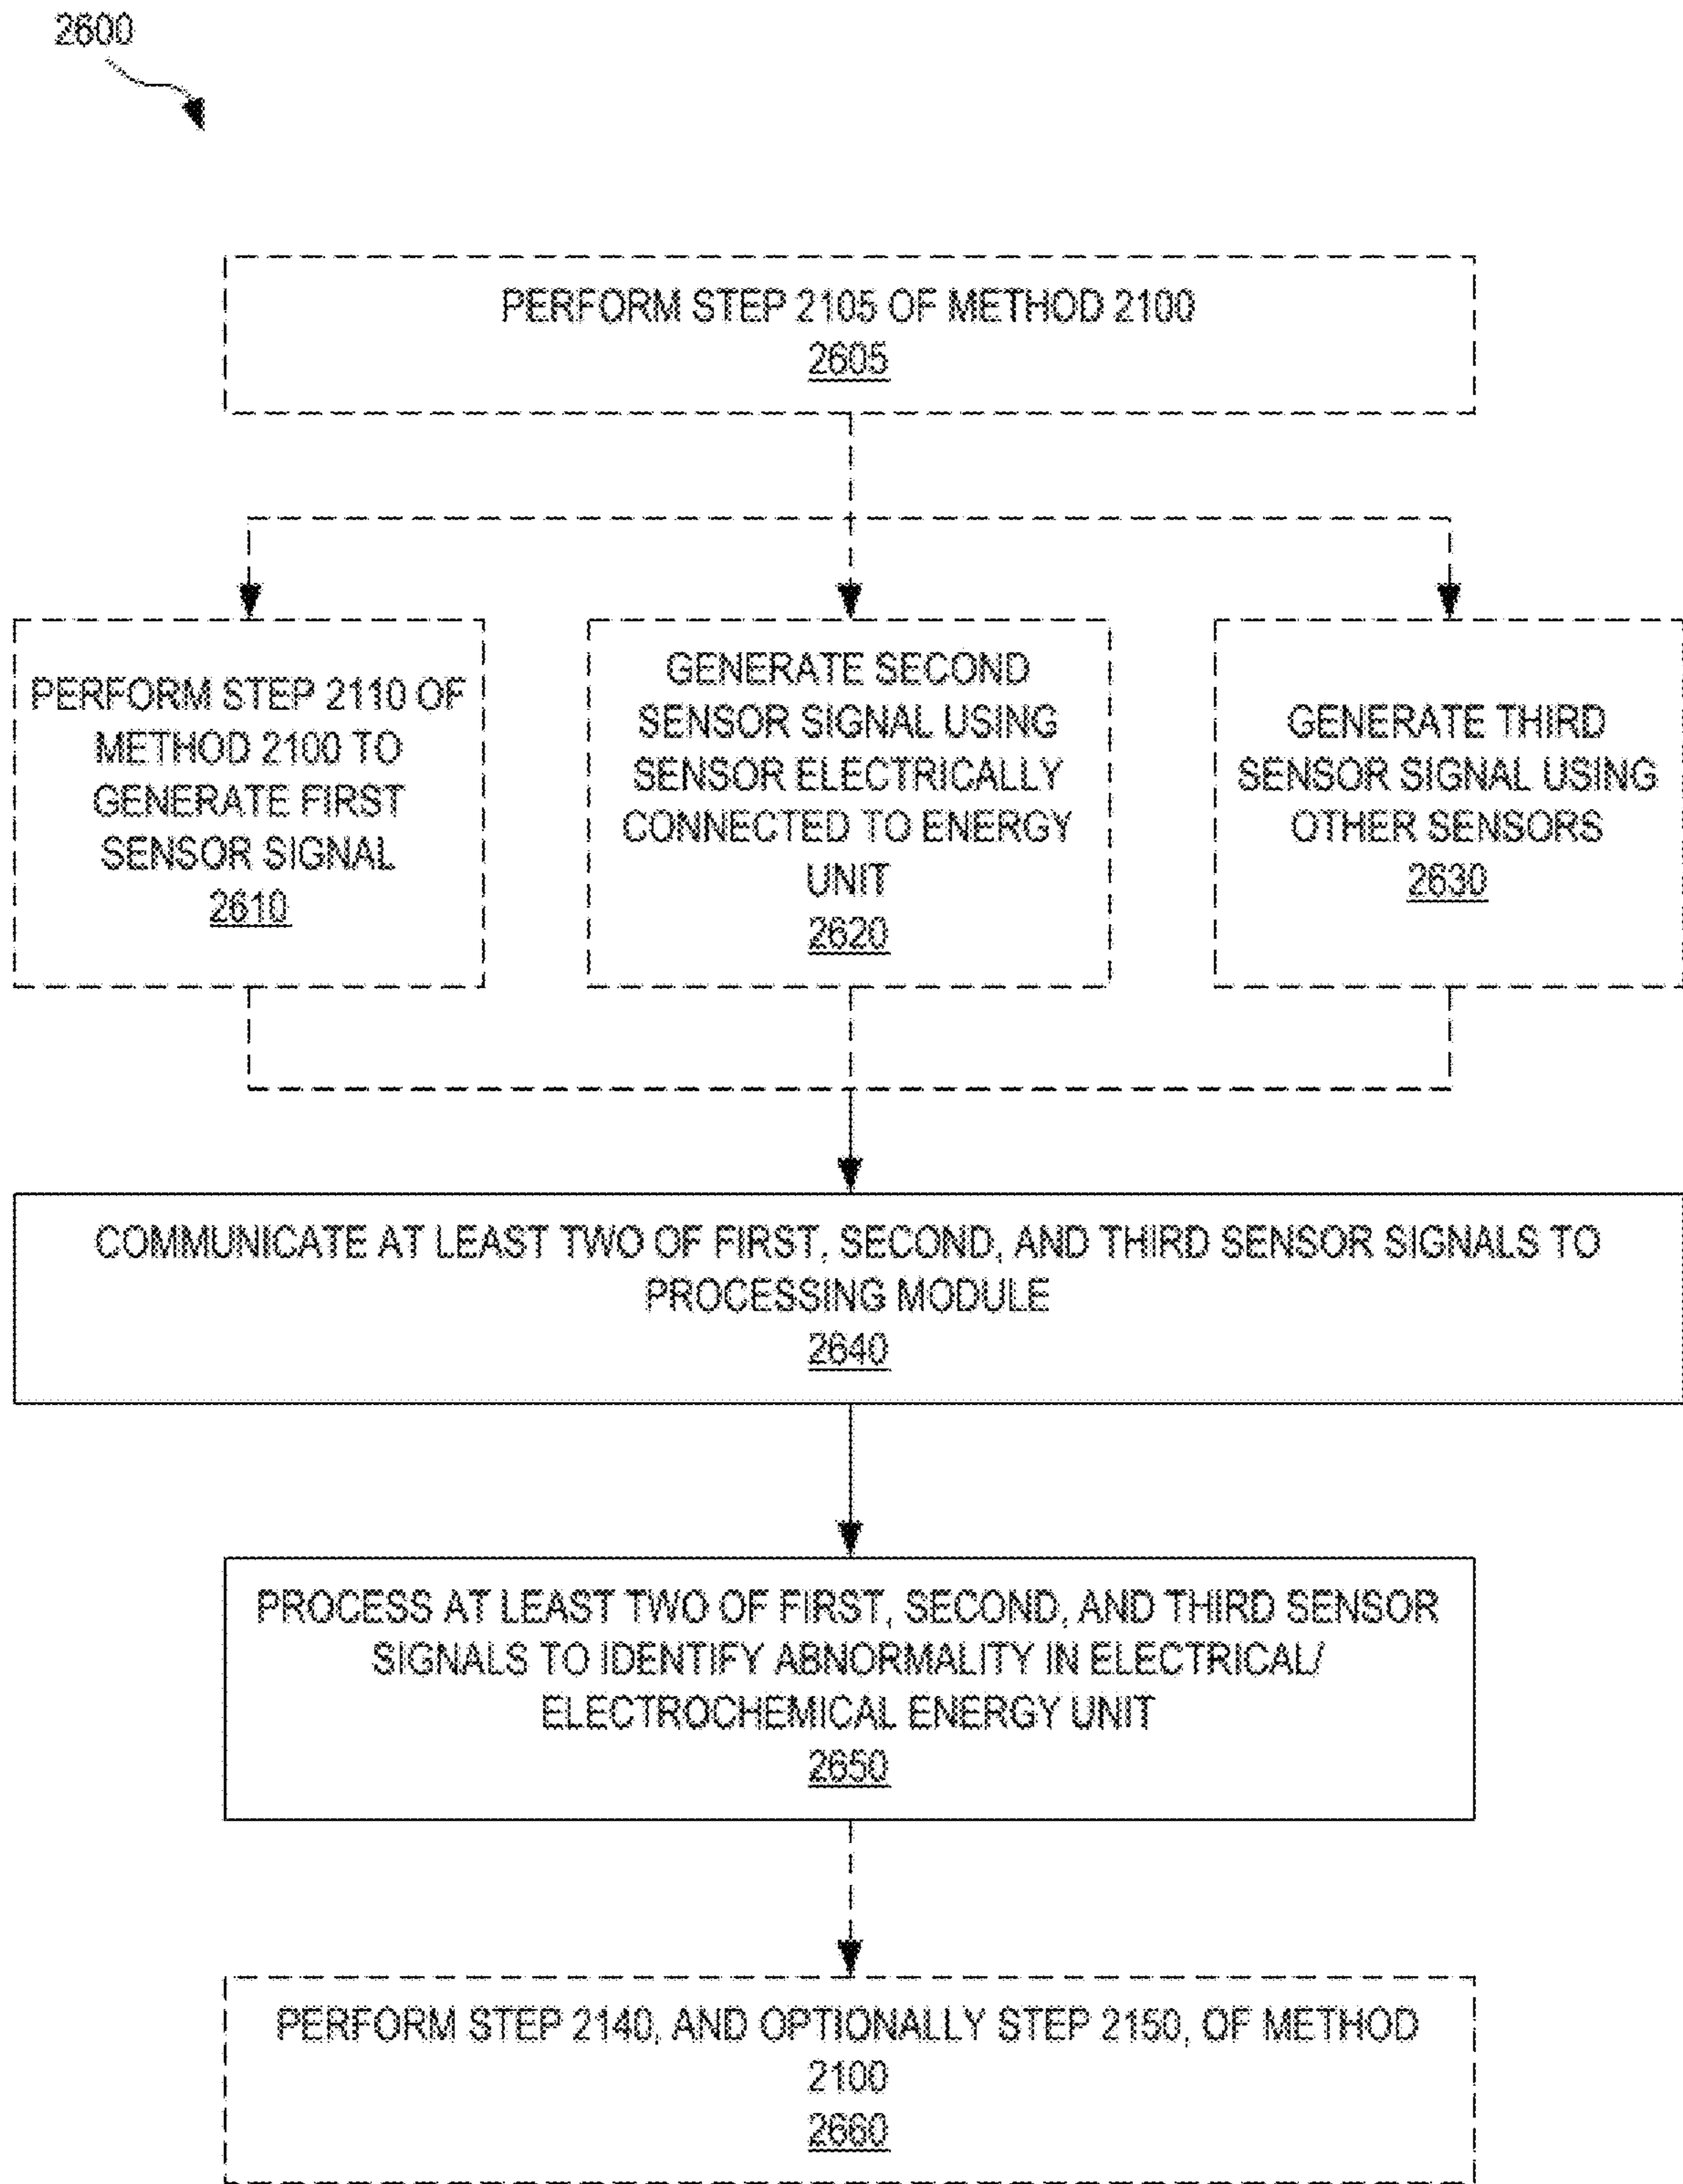 2600
PERFORM STEP 2105 OF METHOD 2100
2605
PERFORM STEP 2110 OF
METHOD 2100 TO
GENERATE FIRST
SENSOR SIGNAL
2610
GENERATE SECOND
SENSOR SIGNAL USING
SENSOR ELECTRICALLY
CONNECTED TO ENERGY
UNIT
2620
GENERATE THIRD
SENSOR SIGNAL USING
OTHER SENSORS
2630
COMMUNICATE AT LEAST TWO OF FIRST, SECOND, AND THIRD SENSOR SIGNALS TO
PROCESSING MODULE
2640
PROCESS AT LEAST TWO OF FIRST, SECOND, AND THIRD SENSOR
SIGNALS TO IDENTIFY ABNORMALITY IN ELECTRICAL/
ELECTROCHEMICAL ENERGY UNIT
2650
PERFORM STEP 2140, AND OPTIONALLY STEP 2150, OF METHOD
2100
2660